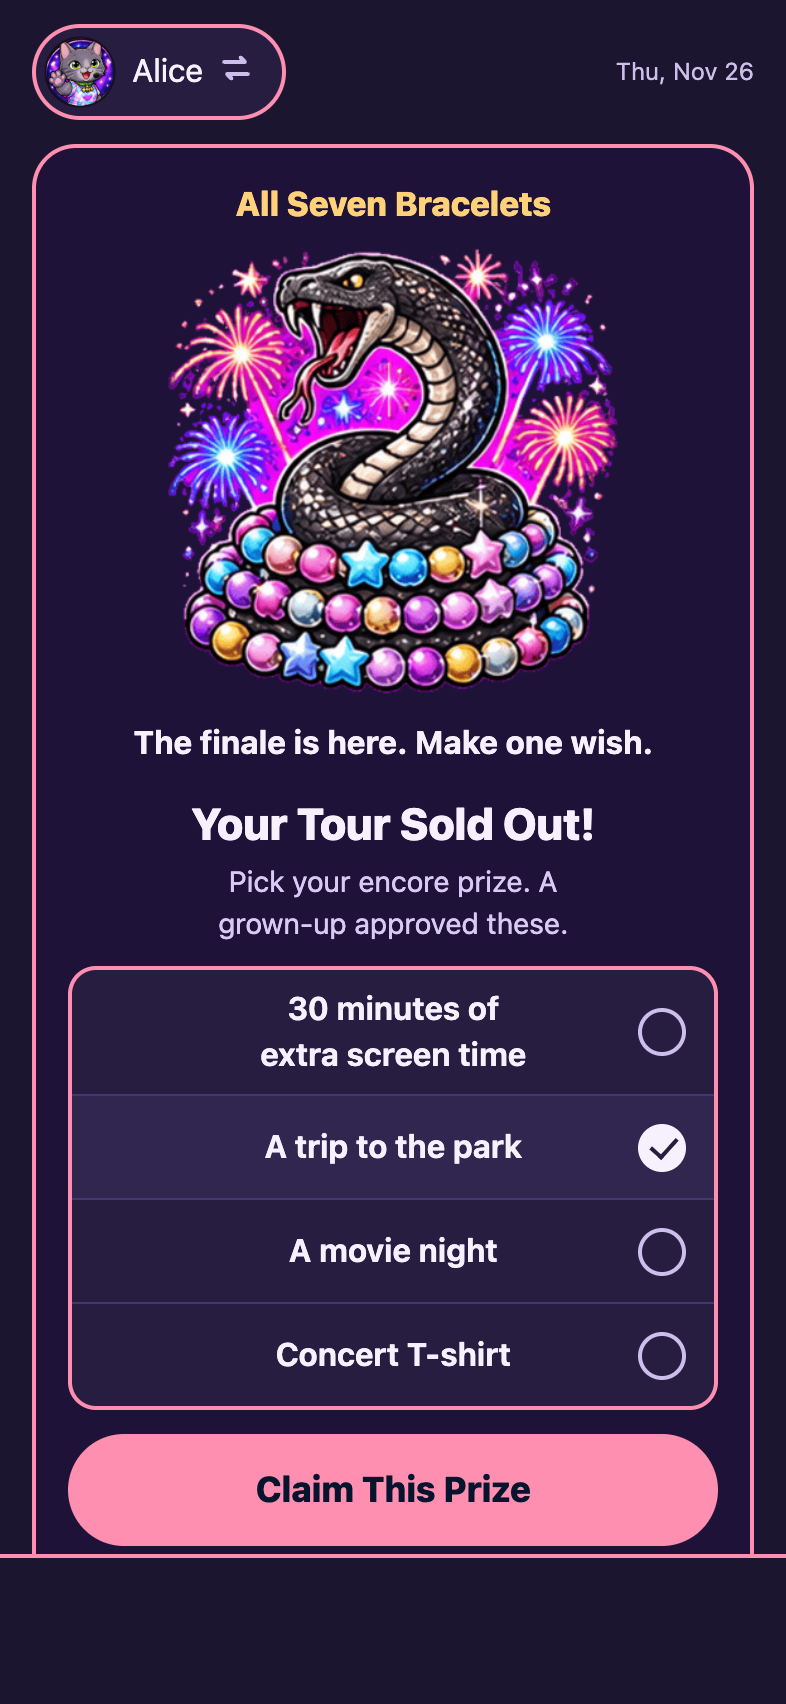 Alice
Thu, Nov 26
All Seven Bracelets
The finale is here. Make one wish.
Your Tour Sold Out!
Pick your encore prize. A
grown-up approved these.
30 minutes of
extra screen time
A trip to the park
A movie night
Concert T-shirt
Claim This Prize